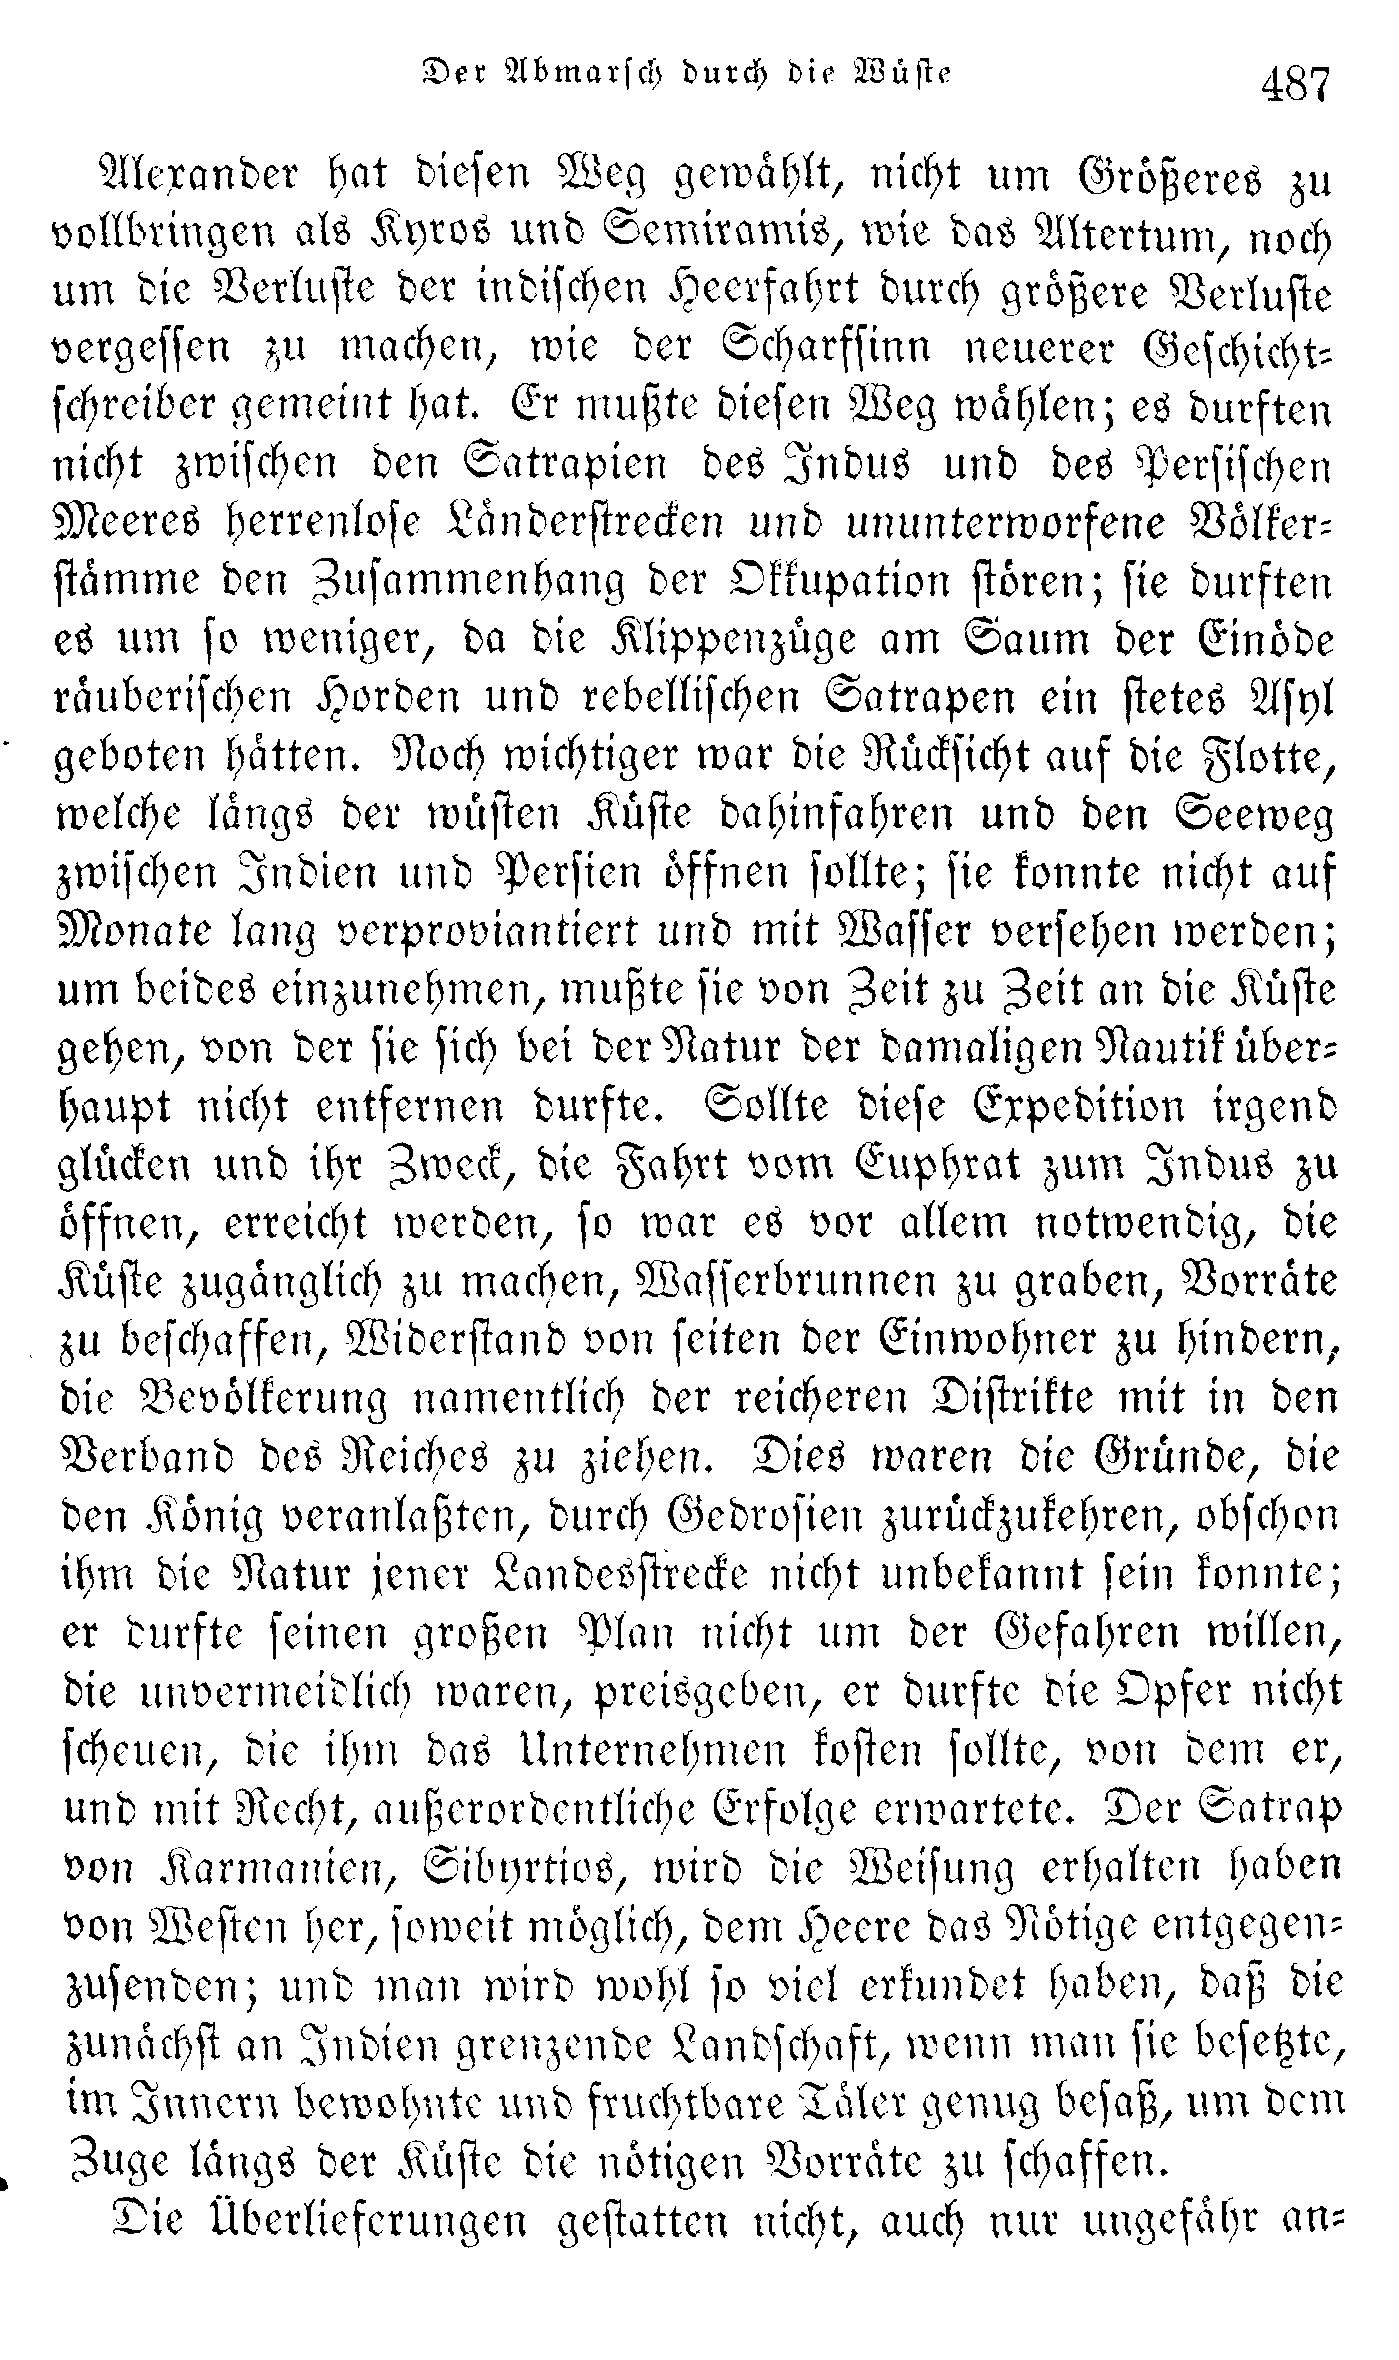 Der Abmarsch durch die Wüste 487
Alexander hat diesen Weg gewählt, nicht um Größeres zu
vollbringen als Kyros und Semiramis, wie das Altertum, noch
um die Verluste der indischen Heerfahrt durch größere Verluste
vergessen zu machen, wie der Scharfsinn neuerer Geschicht-
schreiber gemeint hat. Er mußte diesen Weg wählen; es durften
nicht zwischen den Satrapien des Indus und des Persischen
Meeres herrenlose Länderstrecken und ununterworfene Völker-
stämme den Zusammenhang der Okkupation stören; sie durften
es um so weniger, da die Klippenzüge am Saum der Einöde
räuberischen Horden und rebellischen Satrapen ein stetes Asyl
geboten hätten. Noch wichtiger war die Rücksicht auf die Flotte,
welche längs der wüsten Küste dahinfahren und den Seeweg
zwischen Indien und Persien öffnen sollte; sie konnte nicht auf
Monate lang verproviantiert und mit Wasser versehen werden;
um beides einzunehmen, mußte sie von Zeit zu Zeit an die Küste
gehen, von der sie sich bei der Natur der damaligen Nautik über-
haupt nicht entfernen durfte. Sollte diese Expedition irgend
glücken und ihr Zweck, die Fahrt vom Euphrat zum Indus zu
öffnen, erreicht werden, so war es vor allem notwendig, die
Küste zugänglich zu machen, Wasserbrunnen zu graben, Vorräte
zu beschaffen, Widerstand von seiten der Einwohner zu hindern,
die Bevölkerung namentlich der reicheren Distrikte mit in den
Verband des Reiches zu ziehen. Dies waren die Gründe, die
den König veranlaßten, durch Gedrosien zurückzukehren, obschon
ihm die Natur jener Landesstrecke nicht unbekannt sein konnte;
er durfte seinen großen Plan nicht um der Gefahren willen,
die unvermeidlich waren, preisgeben, er durfte die Opfer nicht
scheuen, die ihm das Unternehmen kosten sollte, von dem er,
und mit Recht, außerordentliche Erfolge erwartete. Der Satrap
von Karmanien, Sibyrtios, wird die Weisung erhalten haben
von Westen her, soweit möglich, dem Heere das Nötige entgegen-
zusenden; und man wird wohl so viel erkundet haben, daß die
zunächst an Indien grenzende Landschaft, wenn man sie besetzte,
im Innern bewohnte und fruchtbare Täler genug besaß, um dem
Zuge längs der Küste die nötigen Vorräte zu schaffen.
Die Überlieferungen gestatten nicht, auch nur ungefähr an-